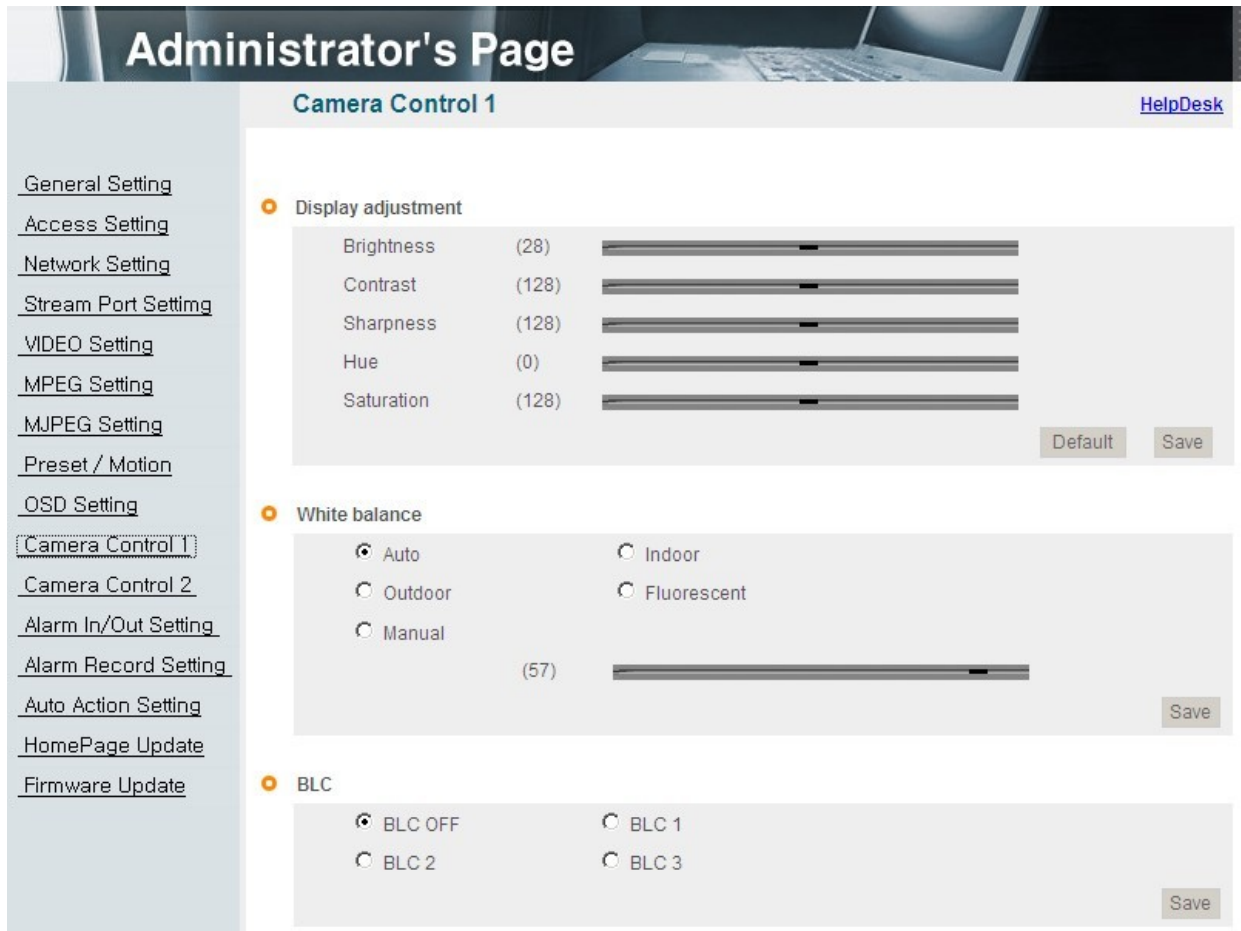 Administrator's Page
Camera Control 1
HelpDesk
General Setting
Access Setting
Network Setting
Stream Port Settimg
VIDEO Setting
MPEG Setting
MJPEG Setting
Preset / Motion
OSD Setting
Camera Control 1
Camera Control 2
Alarm In/Out Setting
Alarm Record Setting
Auto Action Setting
HomePage Update
Firmware Update
Display adjustment
Brightness (28)
Contrast (128)
Sharpness (128)
Hue (0)
Saturation (128)
Default Save
White balance
Auto Indoor
Outdoor Fluorescent
Manual
(57)
Save
BLC
BLC OFF BLC 1
BLC 2 BLC 3
Save